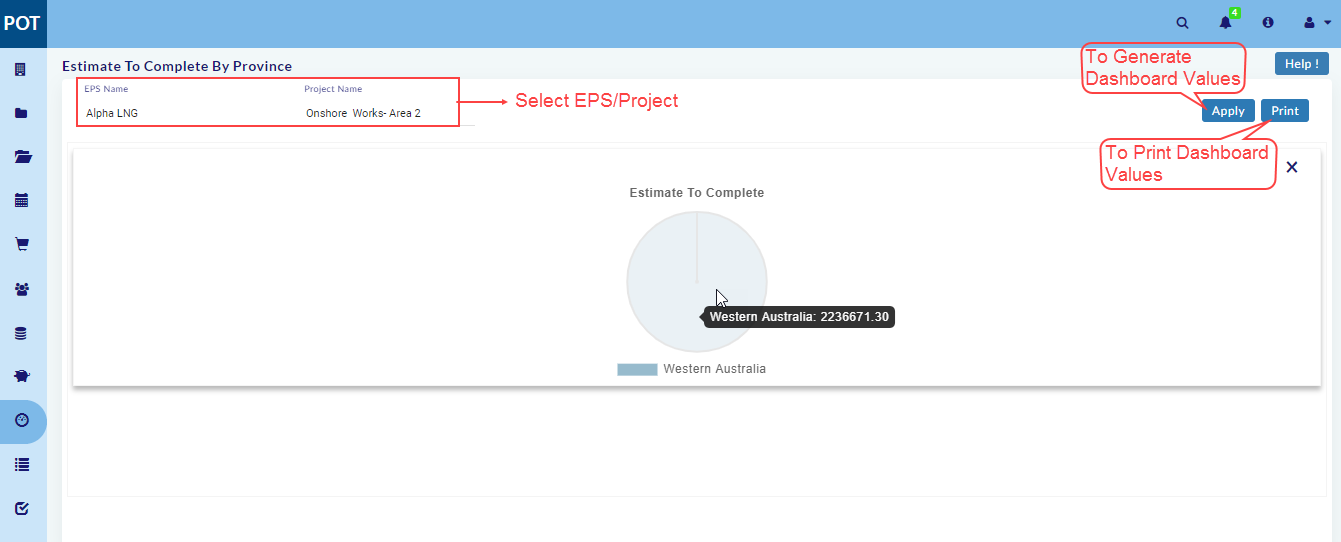 POT
4
Estimate To Complete By Province
Help !
To Generate
Dashboard Values
EPS Name
Project Name
Alpha LNG
Onshore Works- Area 2
Select EPS/Project
Apply
Print
To Print Dashboard
Values
Estimate To Complete
Western Australia: 2236671.30
Western Australia